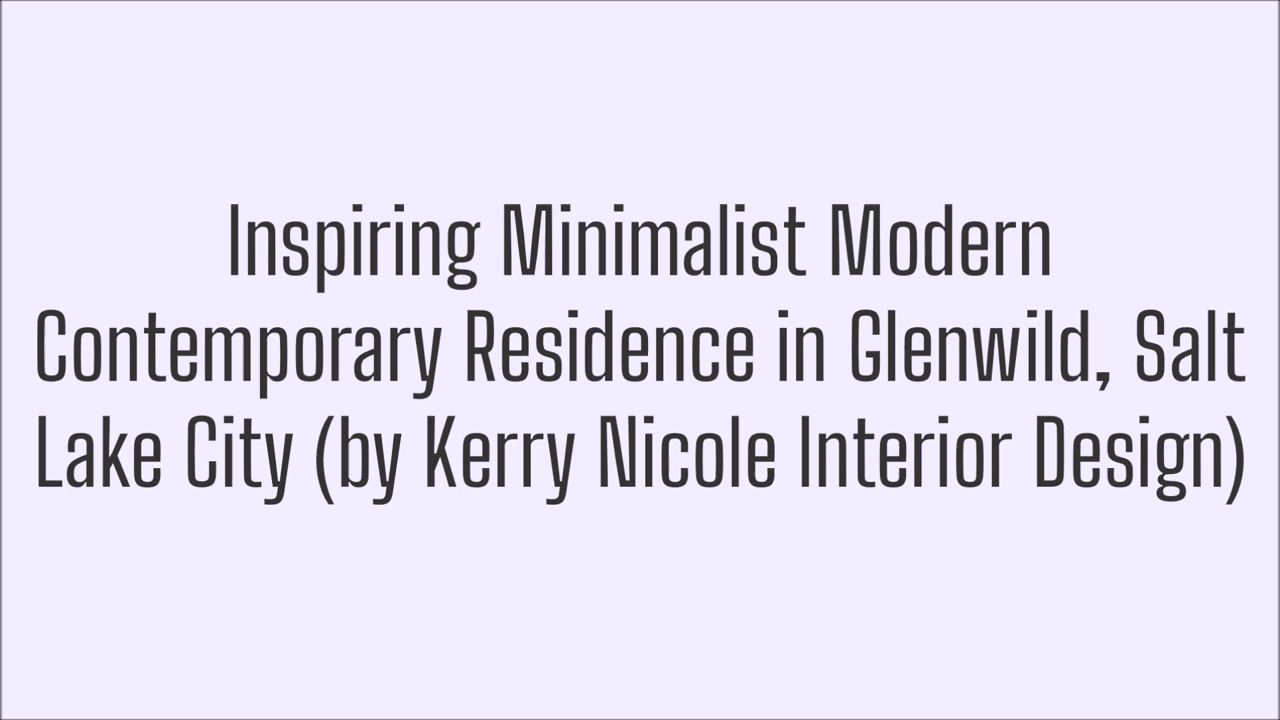 Inspiring Minimalist Modern
Contemporary Residence in Glenwild, Salt
Lake City (by Kerry Nicole Interior Design)